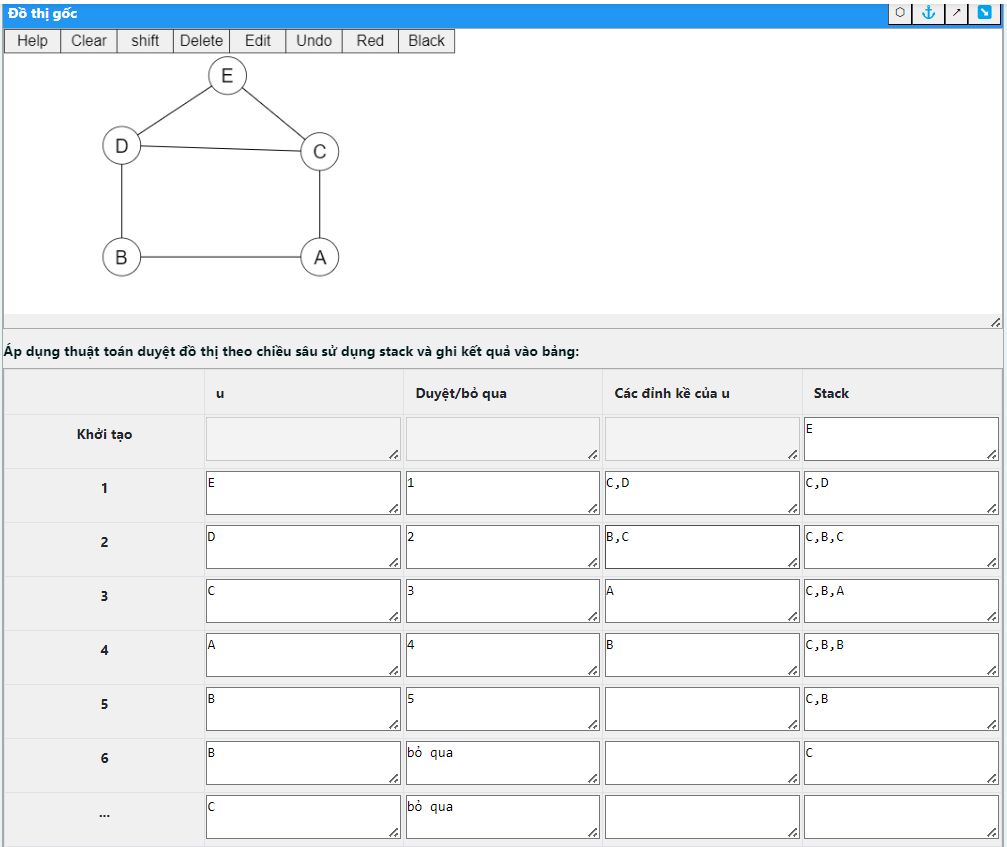 Đồ thị gốc
Help Clear shift Delete Edit Undo Red Black
E
D
C
B
A
Áp dụng thuật toán duyệt đồ thị theo chiều sâu sử dụng stack và ghi kết quả vào bảng:
u Duyệt/bỏ qua Các đỉnh kề của u Stack
Khởi tạo E
1 E 1 C,D C,D
2 D 2 B,C C,B,C
3 C 3 A C,B,A
4 A 4 B C,B,B
5 B 5 C,B
6 B bỏ qua C
... C bỏ qua